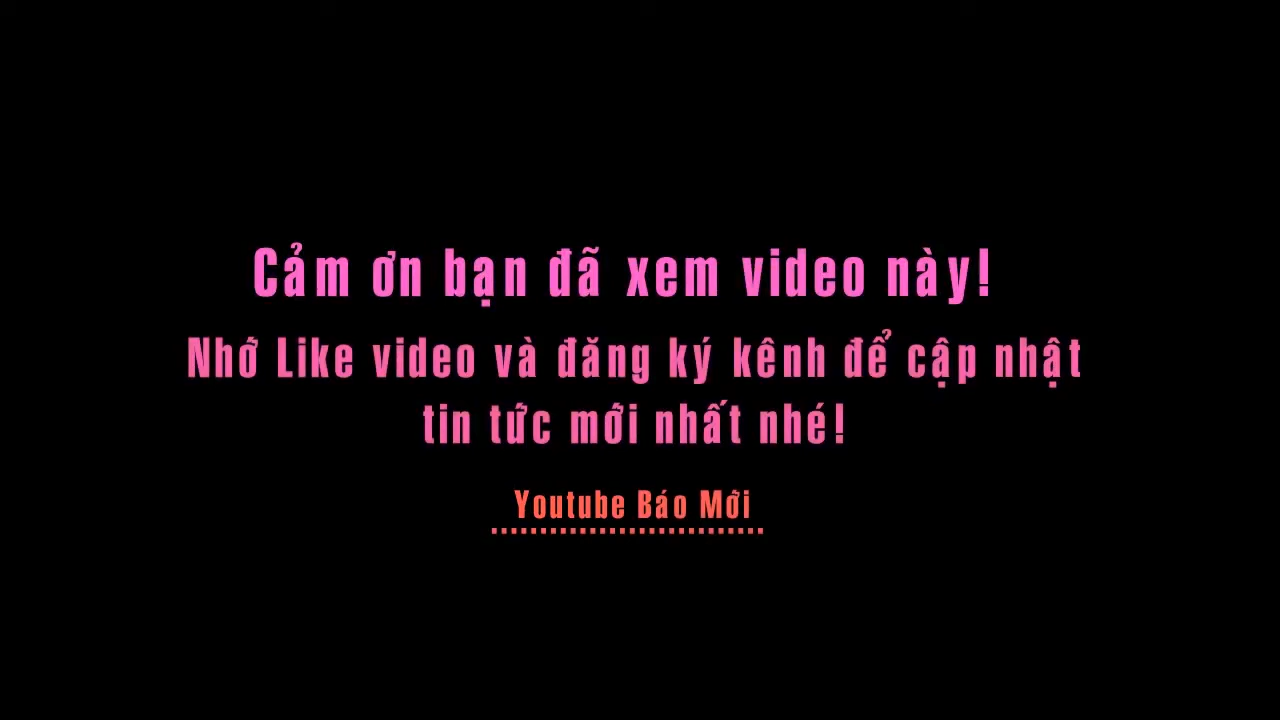 Cảm ơn bạn đã xem video này!
Nhớ Like video và đăng ký kênh để cập nhật
tin tức mới nhất nhé!
Youtube Báo Mới